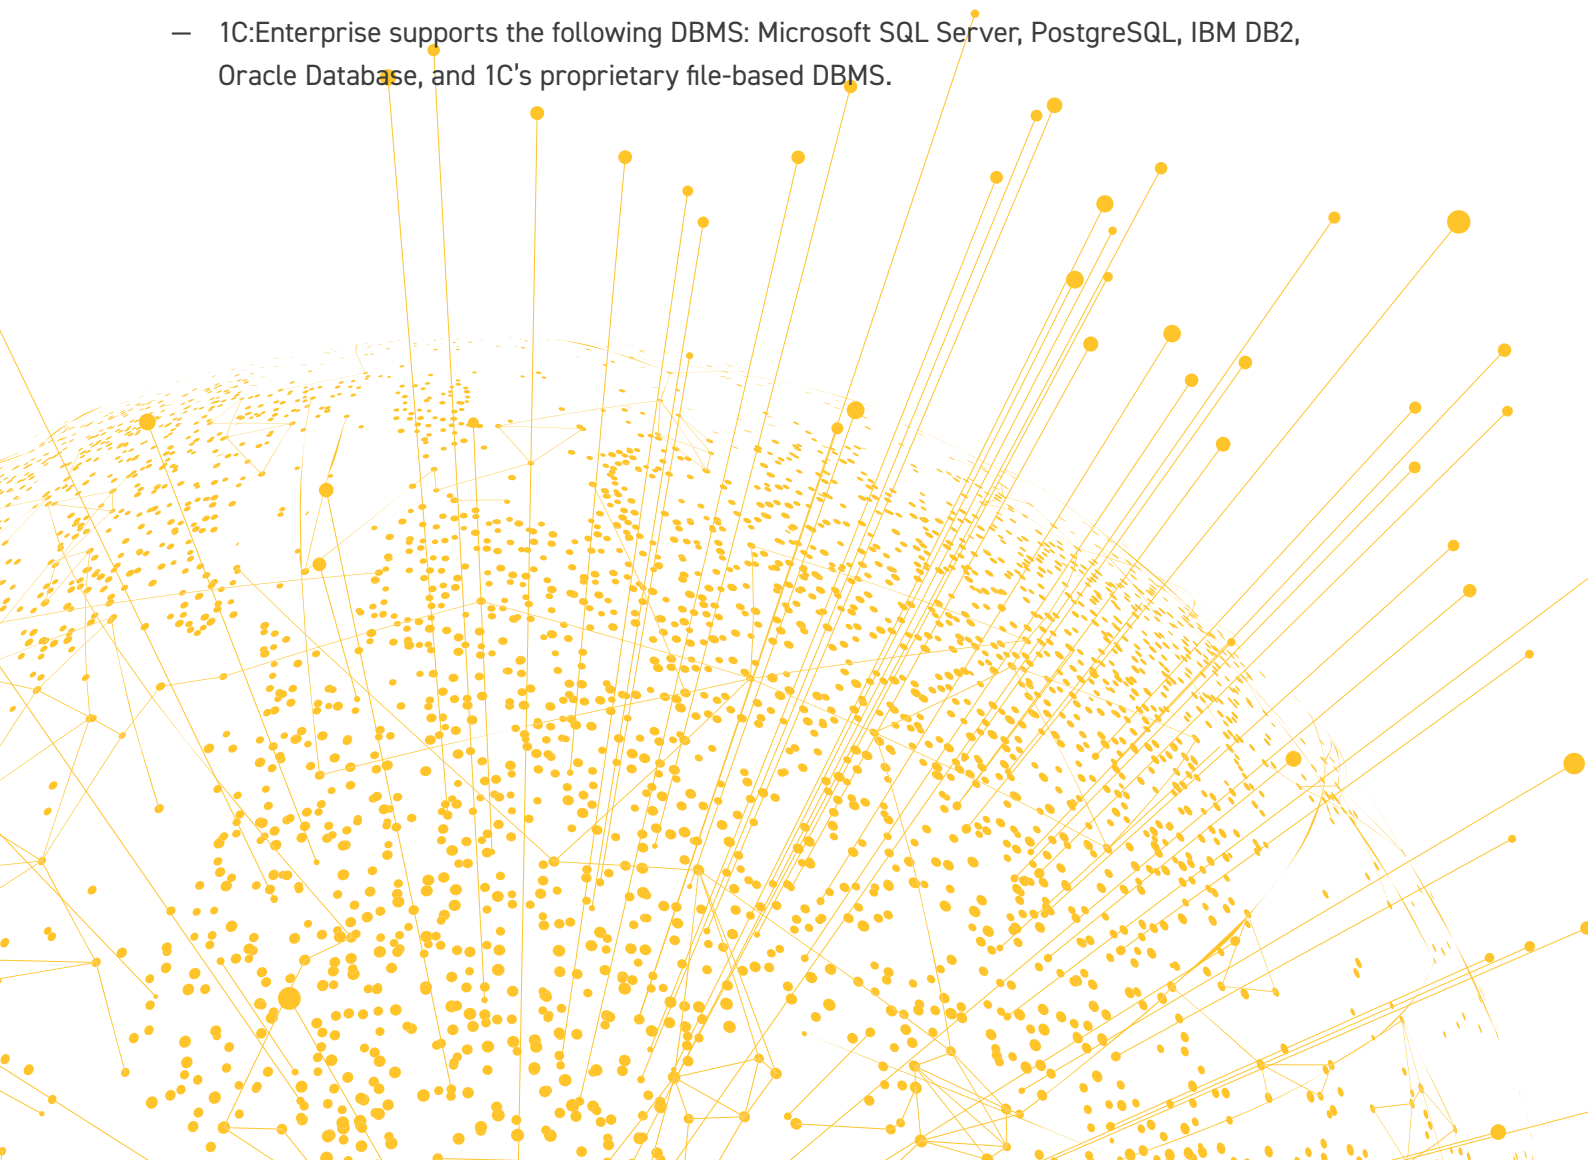 — 1C:Enterprise supports the following DBMS: Microsoft SQL Server, PostgreSQL, IBM DB2,
Oracle Database, and 1C's proprietary file-based DBMS.